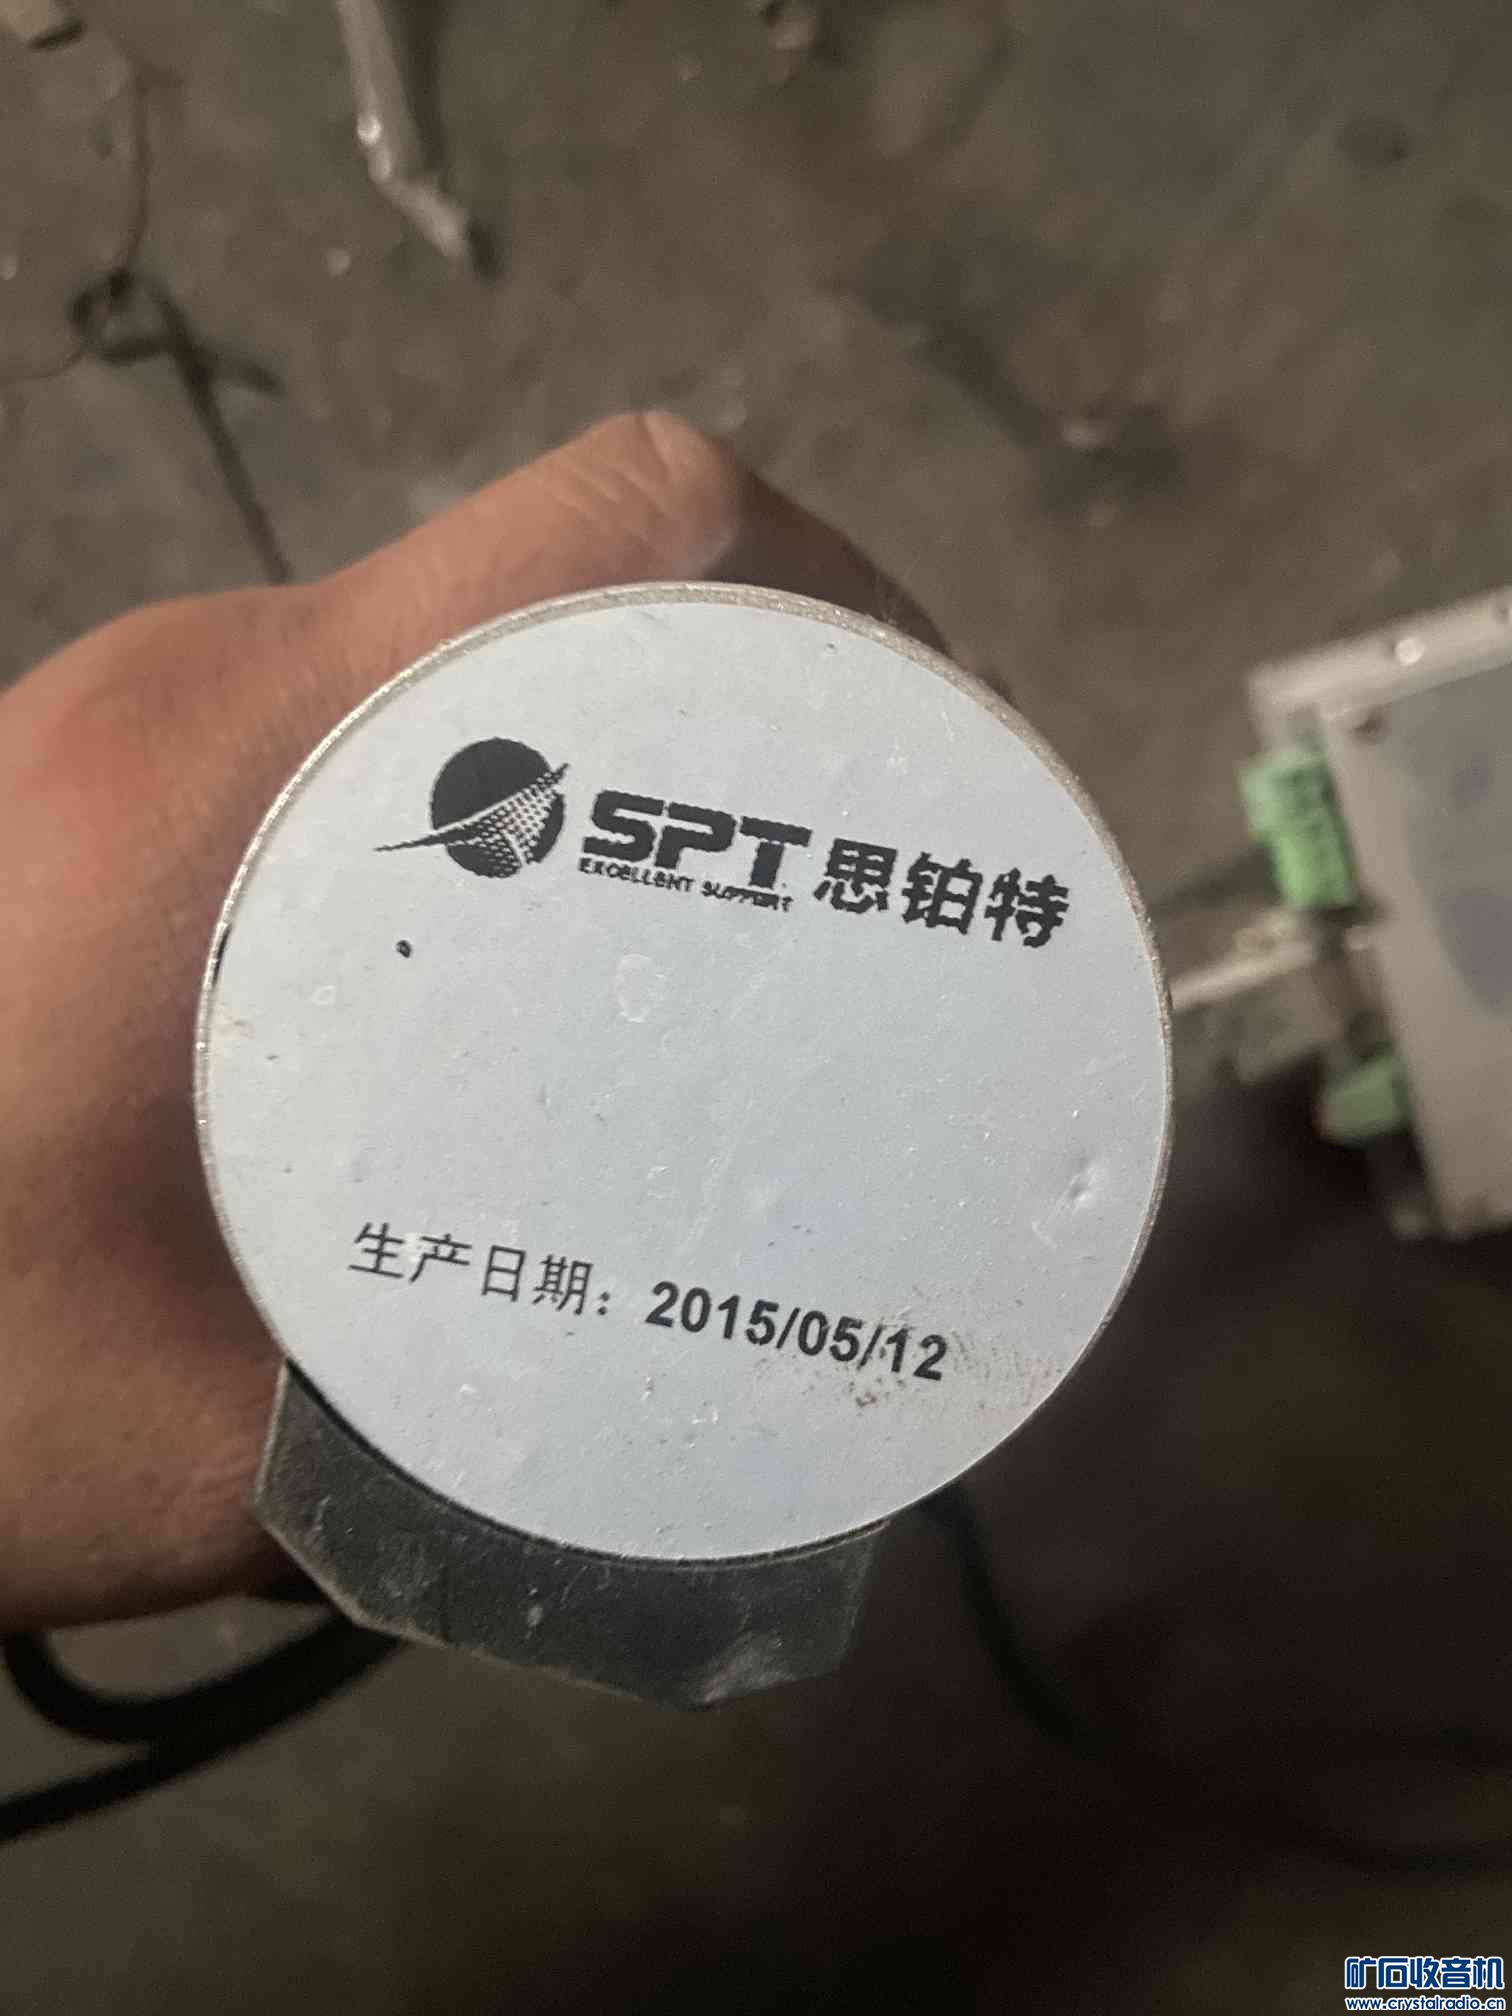 SPT 思铂特
EXCELLENT SUPPORT
生产日期：2015/05/12
矿石收音机
www.crystalradio.cn